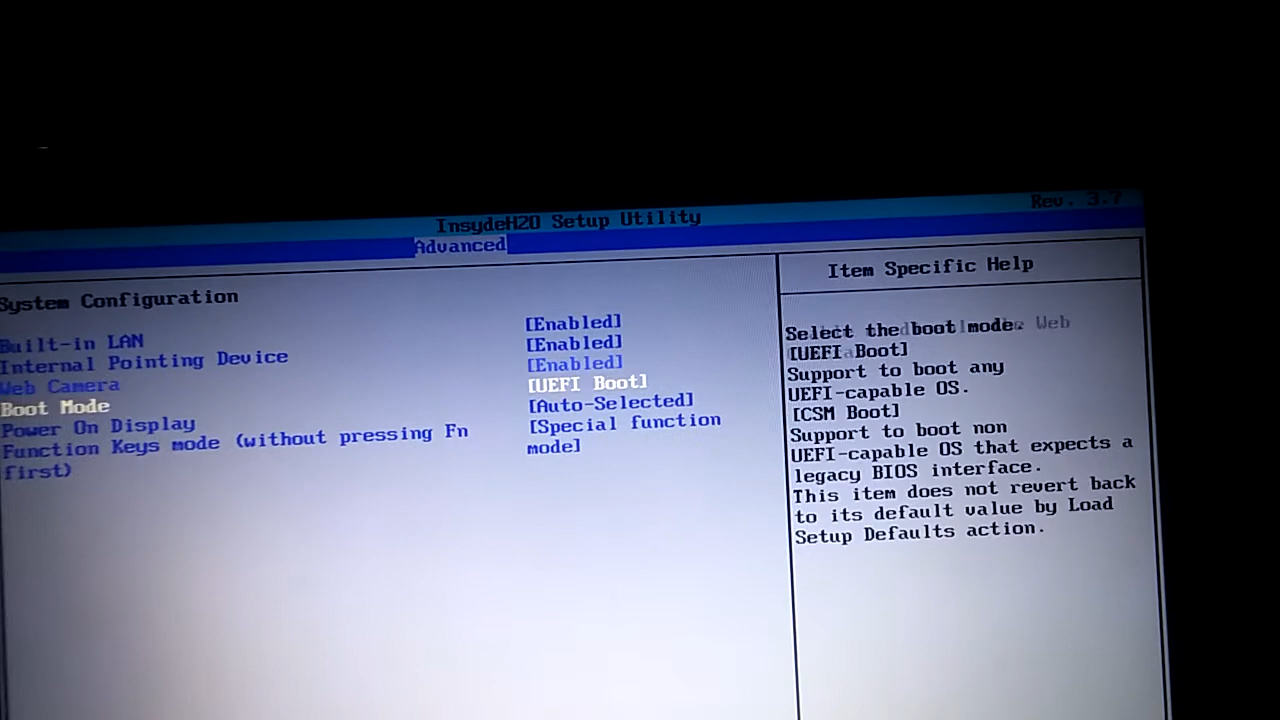 InsydeH2O Setup Utility
Rev. 3.7
Advanced
System Configuration
Item Specific Help
Built-in LAN [Enabled]
Internal Pointing Device [Enabled]
Web Camera [Enabled]
Boot Mode [UEFI Boot]
Power On Display [Auto-Selected]
Function Keys mode (without pressing Fn [Special function
first) mode]
Select the boot mode. Web
[UEFI Boot]
Support to boot any
UEFI-capable OS.
[CSM Boot]
Support to boot non
UEFI-capable OS that expects a
legacy BIOS interface.
This item does not revert back
to its default value by Load
Setup Defaults action.